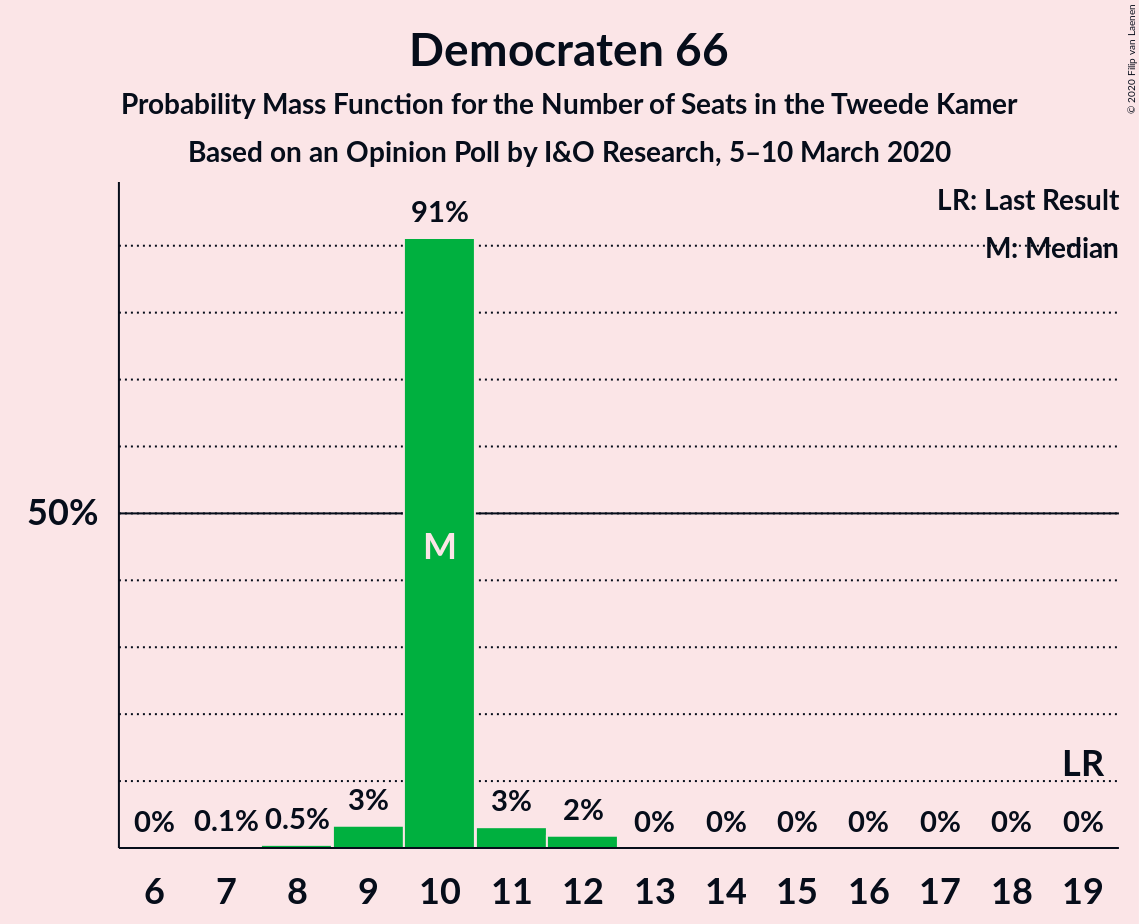 Democraten 66
Probability Mass Function for the Number of Seats in the Tweede Kamer
Based on an Opinion Poll by I&O Research, 5–10 March 2020
© 2020 Filip van Laenen
LR: Last Result
M: Median
91%
50%
M
LR
0% 0.1% 0.5% 3% 3% 2% 0% 0% 0% 0% 0% 0% 0%
6 7 8 9 10 11 12 13 14 15 16 17 18 19